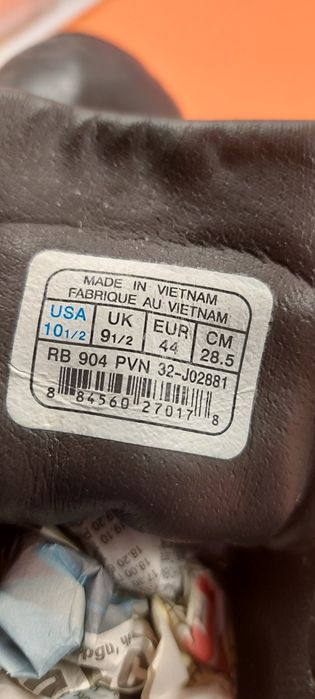 MADE IN VIETNAM
FABRIQUE AU VIETNAM
USA UK EUR CM
10 1/2 9 1/2 44 28.5
RB 904 PVN 32-J02881
8 84560 27017 8